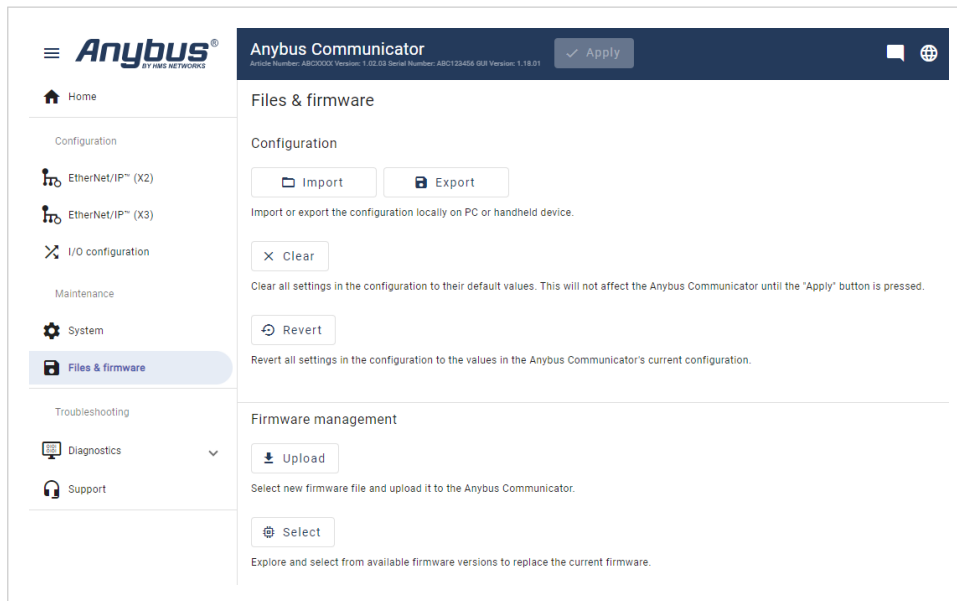 Anybus®
BY HMS NETWORKS
Anybus Communicator
Article Number: ABCXXXX Version: 1.02.03 Serial Number: ABC123456 GUI Version: 1.18.01
Apply
Home
Configuration
EtherNet/IP™ (X2)
EtherNet/IP™ (X3)
I/O configuration
Maintenance
System
Files & firmware
Troubleshooting
Diagnostics
Support
Files & firmware
Configuration
Import Export
Import or export the configuration locally on PC or handheld device.
Clear
Clear all settings in the configuration to their default values. This will not affect the Anybus Communicator until the "Apply" button is pressed.
Revert
Revert all settings in the configuration to the values in the Anybus Communicator's current configuration.
Firmware management
Upload
Select new firmware file and upload it to the Anybus Communicator.
Select
Explore and select from available firmware versions to replace the current firmware.